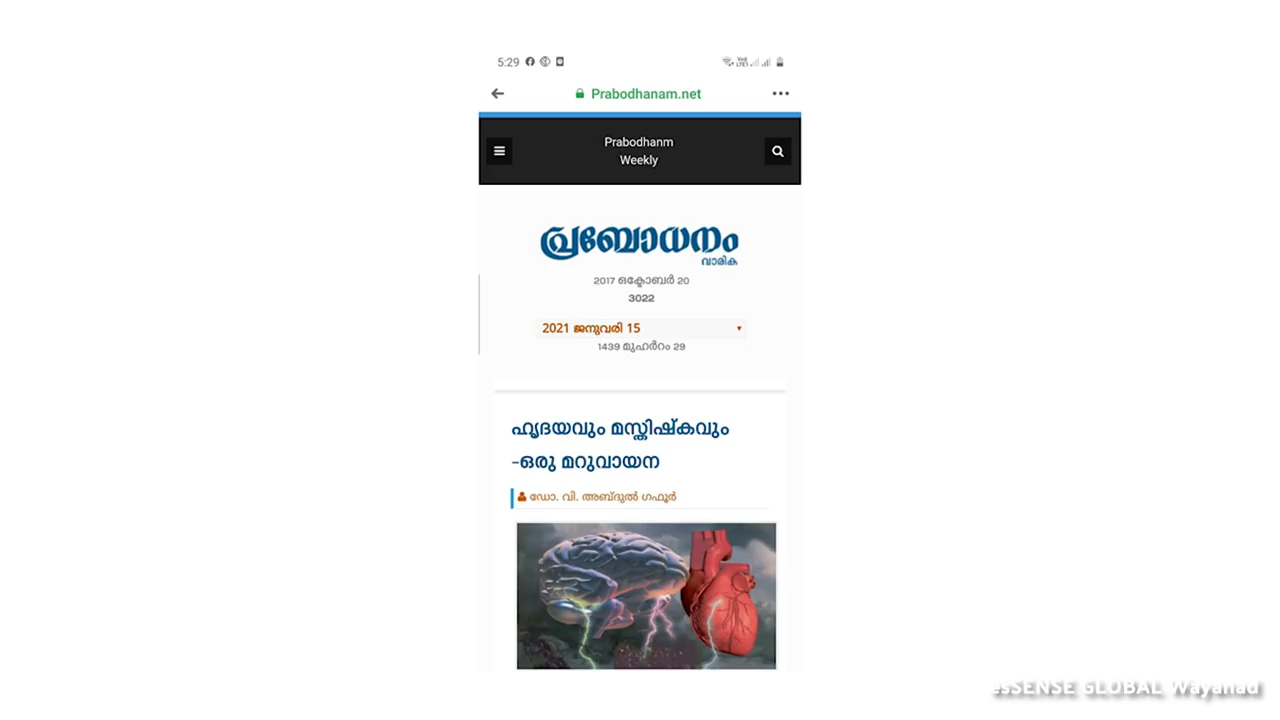 5:29
Prabodhanam.net
Prabodhanm
Weekly
പ്രബോധനം
വാരിക
2017 ഒക്ടോബർ 20
3022
2021 ജനുവരി 15
1439 മുഹർറം 29
ഹൃദയവും മസ്തിഷ്കവും
-ഒരു മറുവായന
ഡോ. വി. അബ്ദുൽ ഗഫൂർ
esSENSE GLOBAL Wayanad